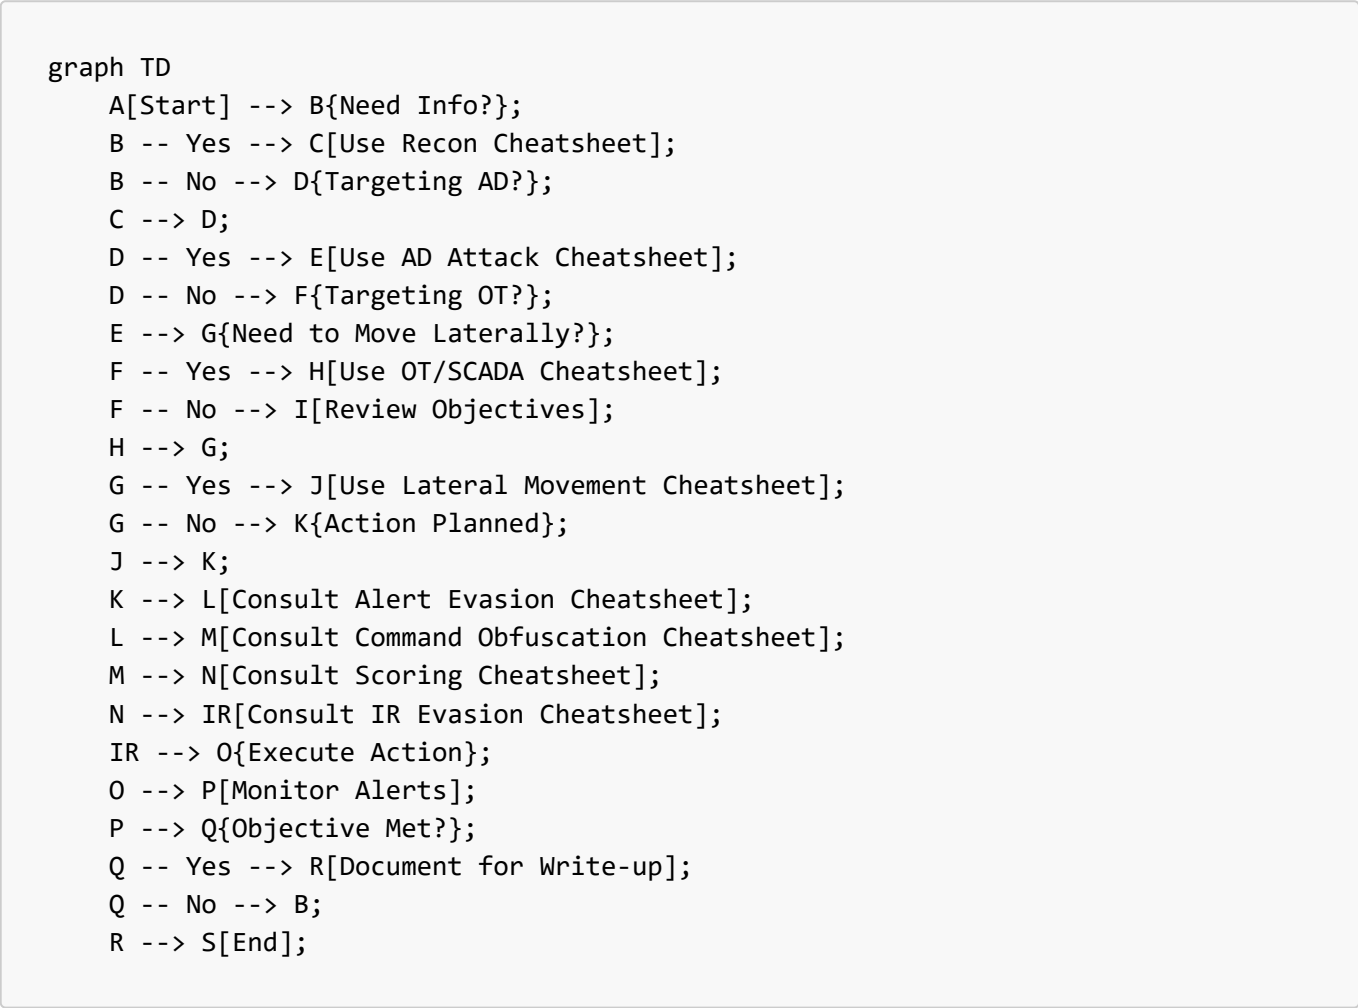 graph TD
A[Start] --> B{Need Info?};
B -- Yes --> C[Use Recon Cheatsheet];
B -- No --> D{Targeting AD?};
C --> D;
D -- Yes --> E[Use AD Attack Cheatsheet];
D -- No --> F{Targeting OT?};
E --> G{Need to Move Laterally?};
F -- Yes --> H[Use OT/SCADA Cheatsheet];
F -- No --> I[Review Objectives];
H --> G;
G -- Yes --> J[Use Lateral Movement Cheatsheet];
G -- No --> K{Action Planned};
J --> K;
K --> L[Consult Alert Evasion Cheatsheet];
L --> M[Consult Command Obfuscation Cheatsheet];
M --> N[Consult Scoring Cheatsheet];
N --> IR[Consult IR Evasion Cheatsheet];
IR --> O{Execute Action};
O --> P[Monitor Alerts];
P --> Q{Objective Met?};
Q -- Yes --> R[Document for Write-up];
Q -- No --> B;
R --> S[End];